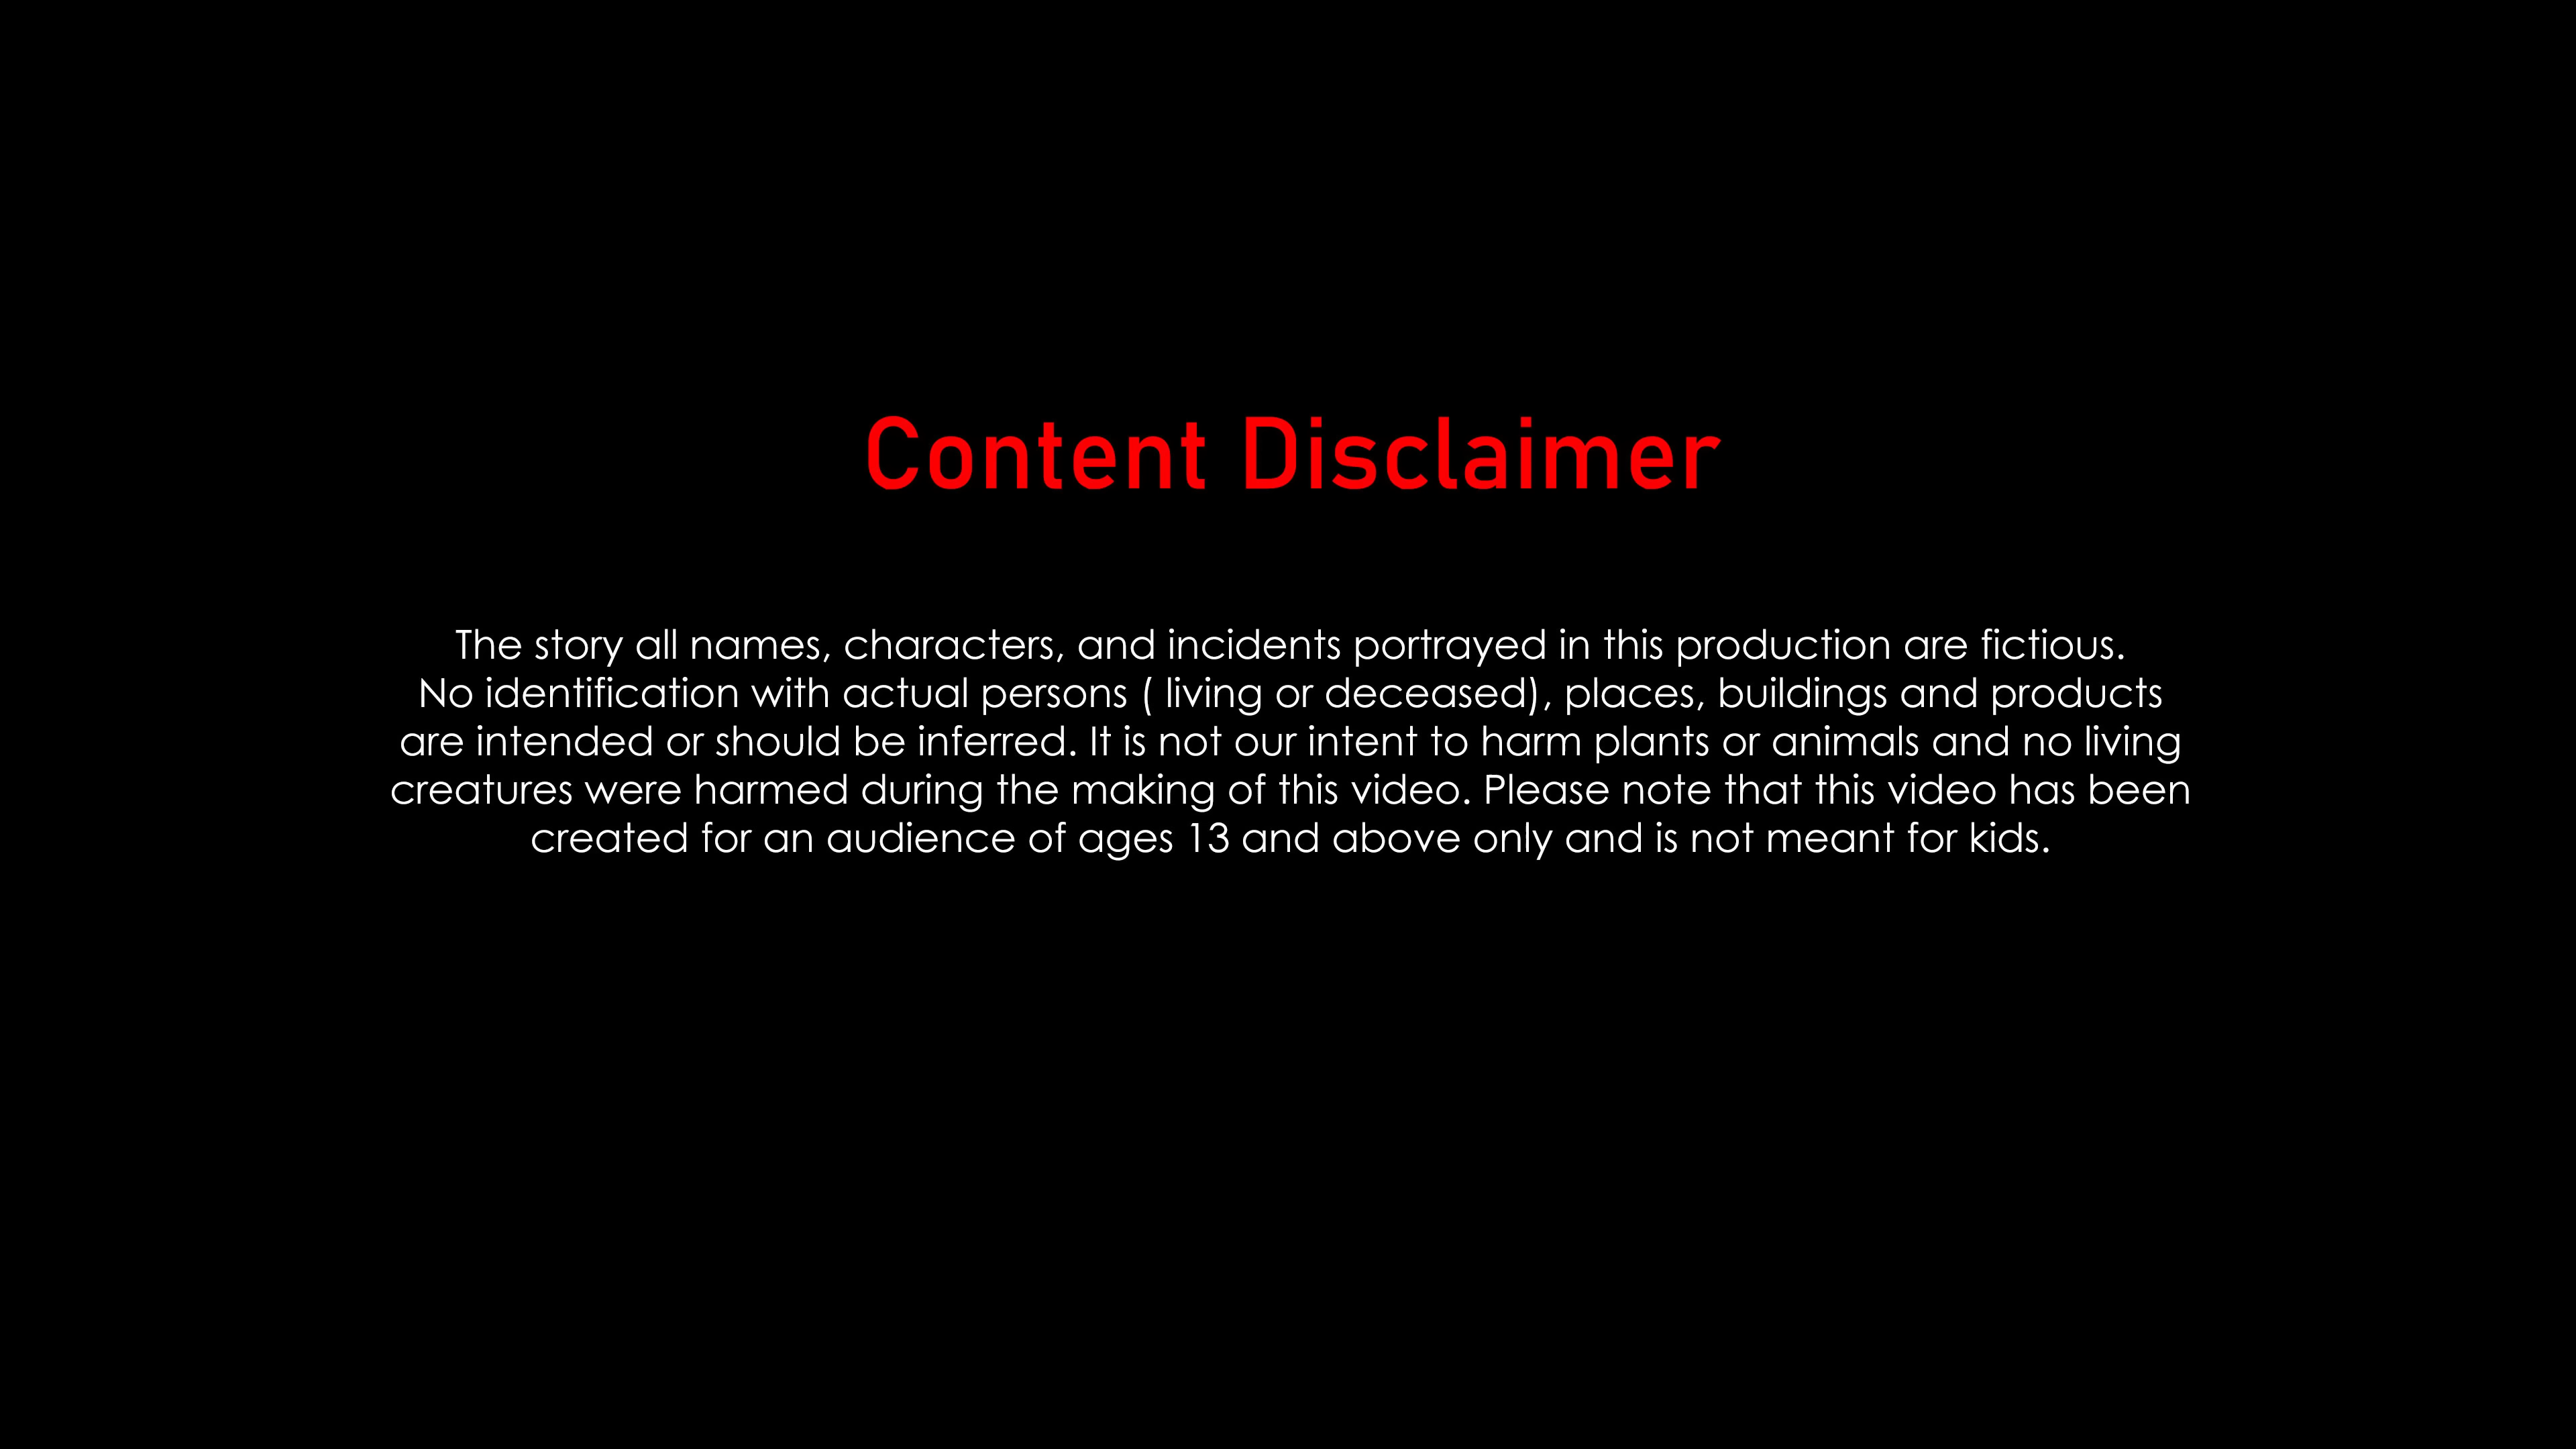 Content Disclaimer
The story all names, characters, and incidents portrayed in this production are fictious.
No identification with actual persons ( living or deceased), places, buildings and products
are intended or should be inferred. It is not our intent to harm plants or animals and no living
creatures were harmed during the making of this video. Please note that this video has been
created for an audience of ages 13 and above only and is not meant for kids.